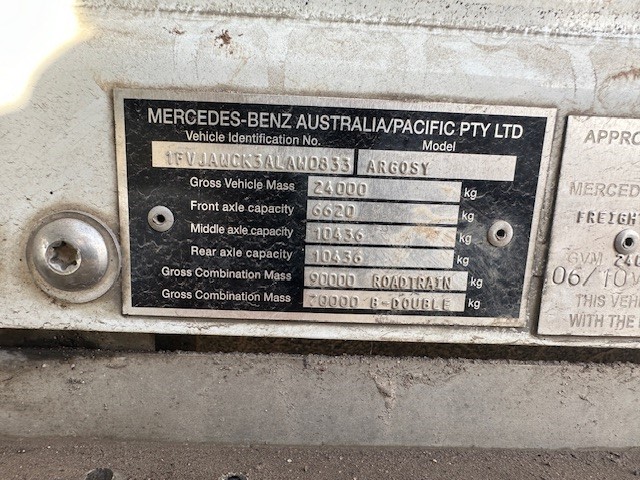 MERCEDES-BENZ AUSTRALIA/PACIFIC PTY LTD
Vehicle Identification No. Model
1FVJAWCK3ALAW0833 ARGOSY
Gross Vehicle Mass 24000 kg
Front axle capacity 6620 kg
Middle axle capacity 10436 kg
Rear axle capacity 10436 kg
Gross Combination Mass 90000 ROADTRAIN kg
Gross Combination Mass 70000 B-DOUBLE kg
APPRO
MERCED
FREIGH
GVM 240
06/10
THIS VEH
WITH THE